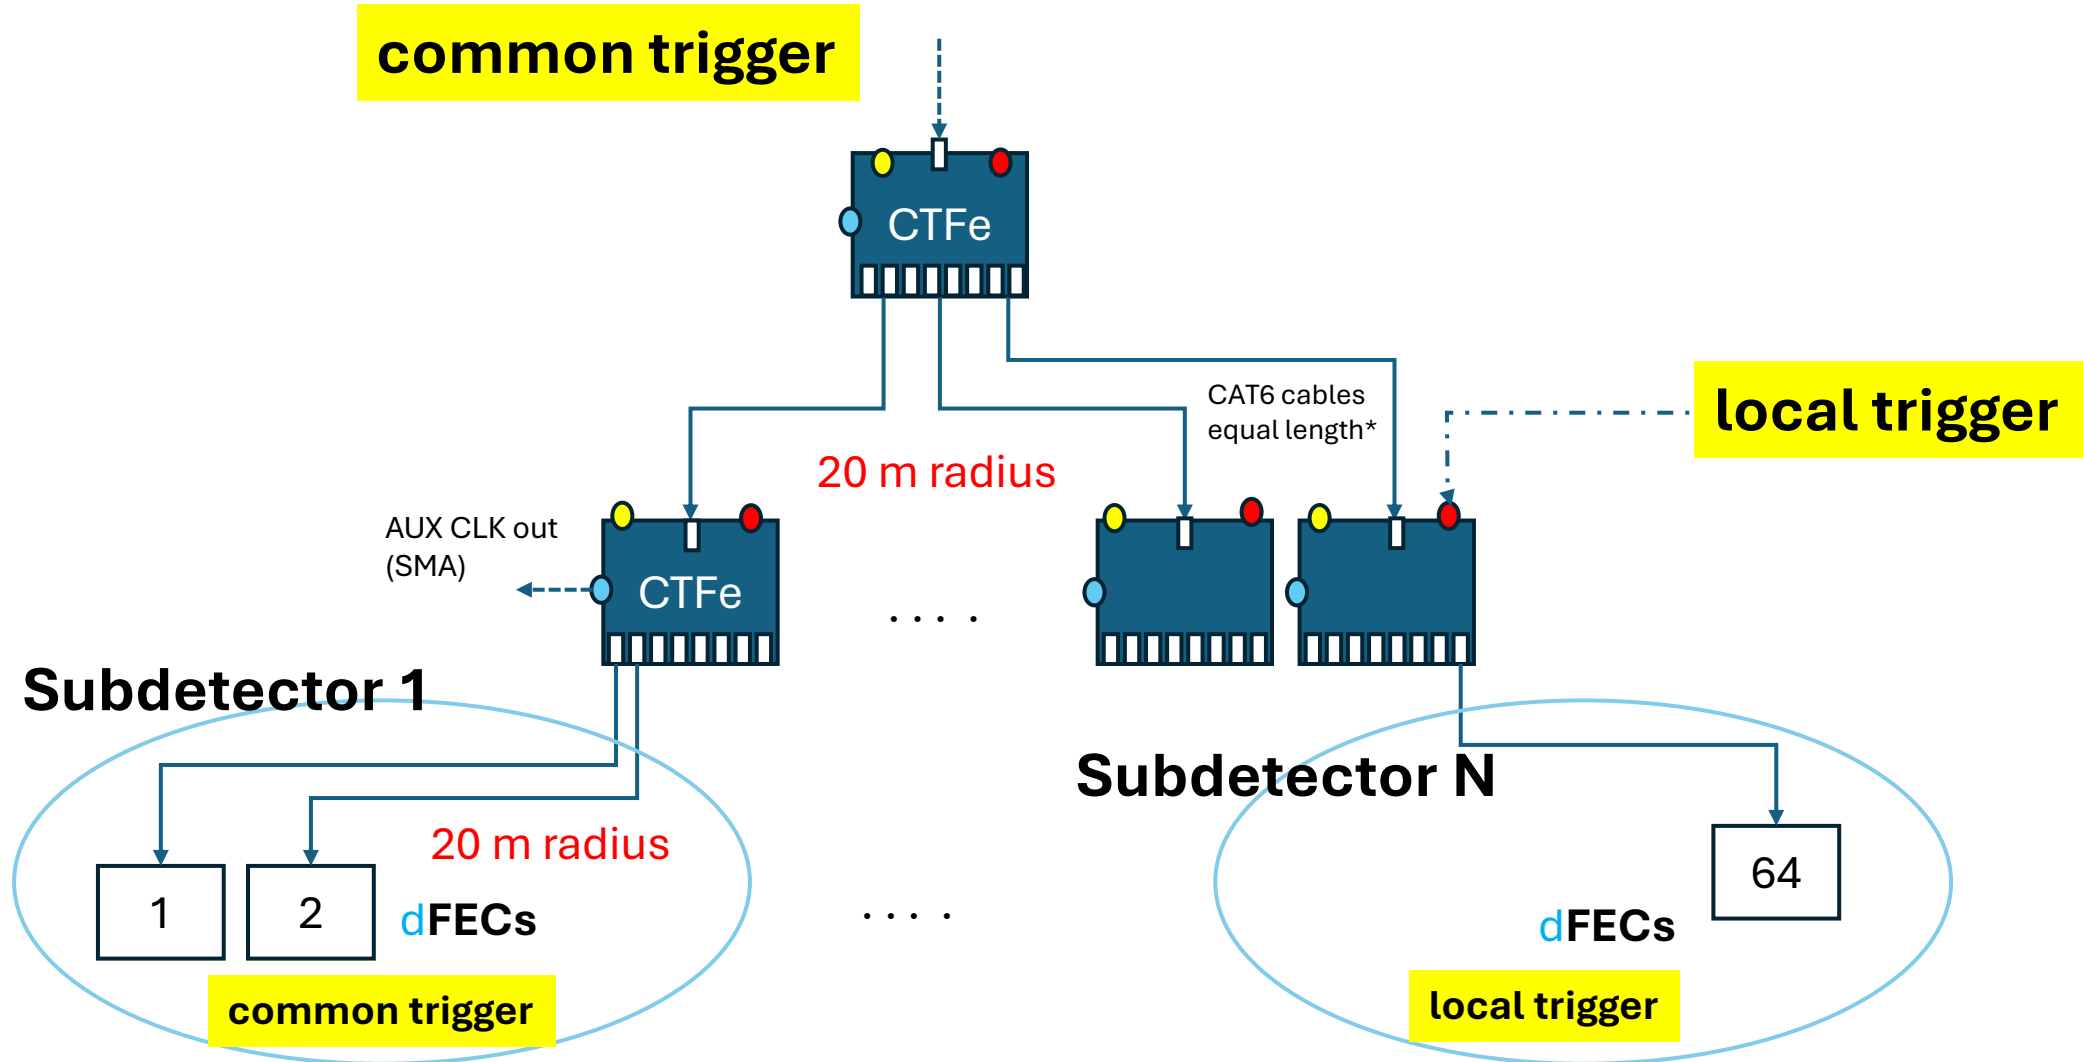 common trigger
CTFe
CAT6 cables
equal length*
local trigger
20 m radius
AUX CLK out
(SMA)
CTFe
. . . .
Subdetector 1
Subdetector N
20 m radius
1
2
dFECs
. . . .
64
dFECs
common trigger
local trigger